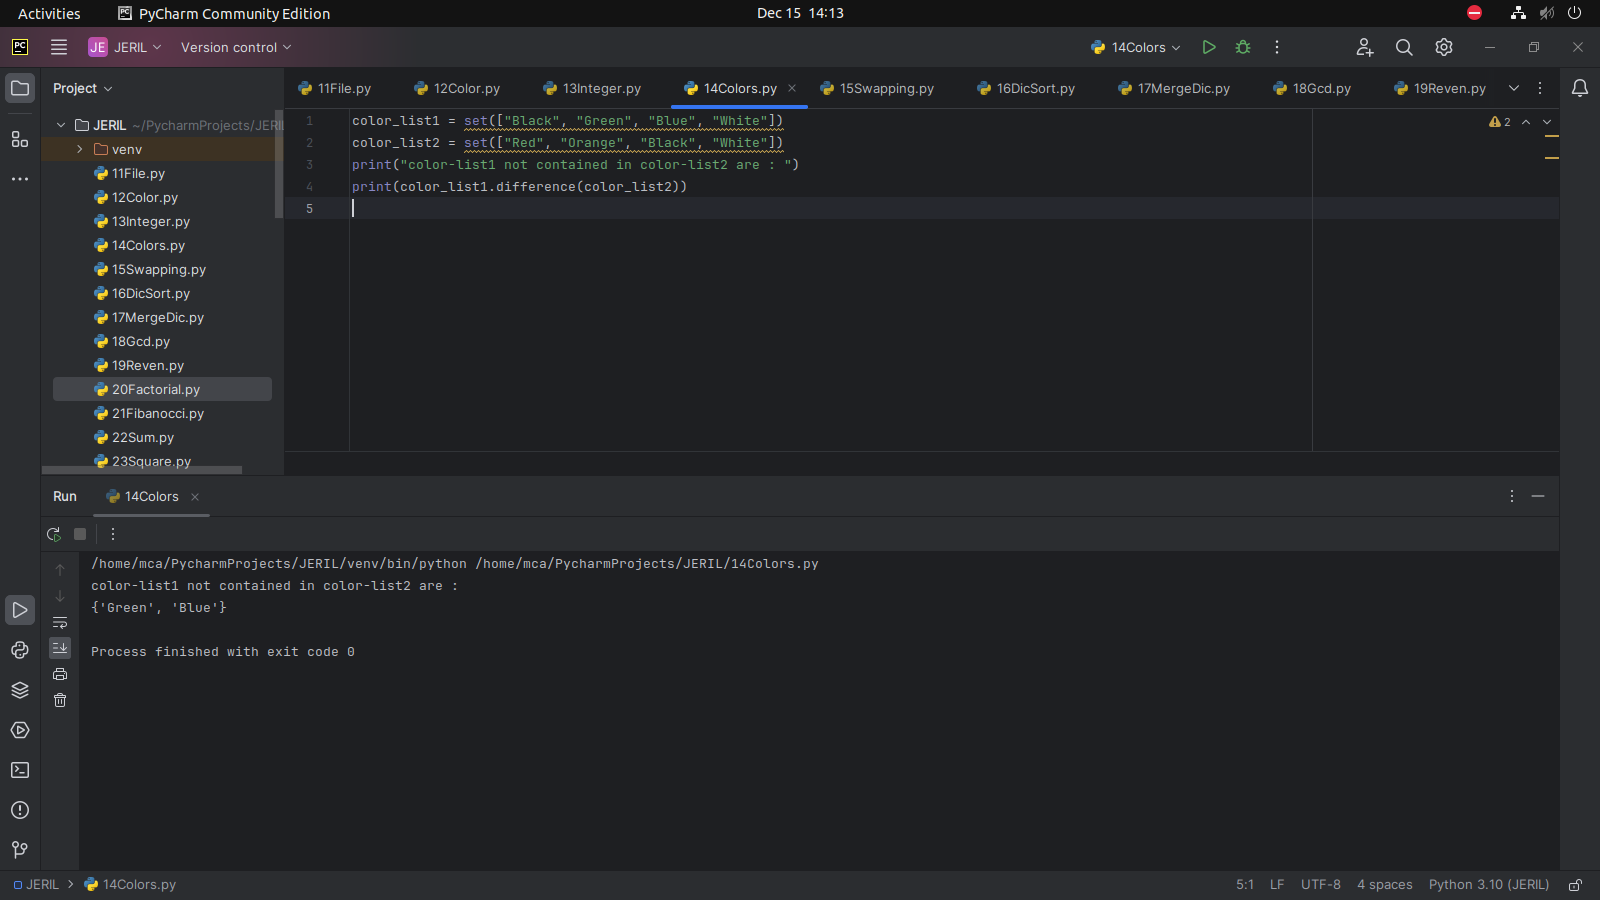 Activities PyCharm Community Edition Dec 15 14:13
PC JE JERIL Version control 14Colors
Project 11File.py 12Color.py 13Integer.py 14Colors.py 15Swapping.py 16DicSort.py 17MergeDic.py 18Gcd.py 19Reven.py
JERIL ~/PycharmProjects/JERIL
venv
11File.py
12Color.py
13Integer.py
14Colors.py
15Swapping.py
16DicSort.py
17MergeDic.py
18Gcd.py
19Reven.py
20Factorial.py
21Fibanocci.py
22Sum.py
23Square.py
1 color_list1 = set(["Black", "Green", "Blue", "White"]) 2
2 color_list2 = set(["Red", "Orange", "Black", "White"])
3 print("color-list1 not contained in color-list2 are : ")
4 print(color_list1.difference(color_list2))
5
Run 14Colors
/home/mca/PycharmProjects/JERIL/venv/bin/python /home/mca/PycharmProjects/JERIL/14Colors.py
color-list1 not contained in color-list2 are :
{'Green', 'Blue'}
Process finished with exit code 0
JERIL 14Colors.py 5:1 LF UTF-8 4 spaces Python 3.10 (JERIL)